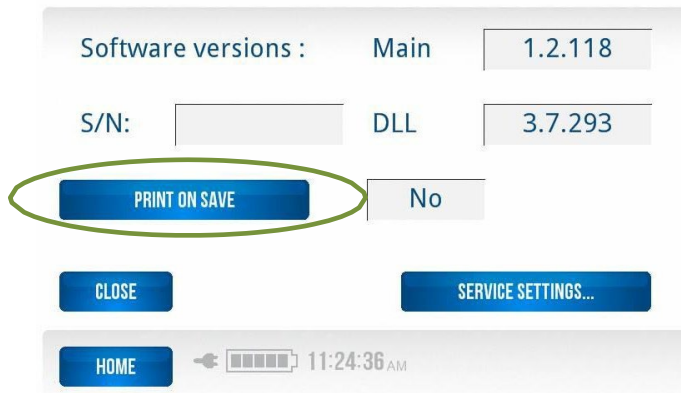 Software versions : Main 1.2.118
S/N: DLL 3.7.293
PRINT ON SAVE No
CLOSE SERVICE SETTINGS...
HOME 11:24:36 AM